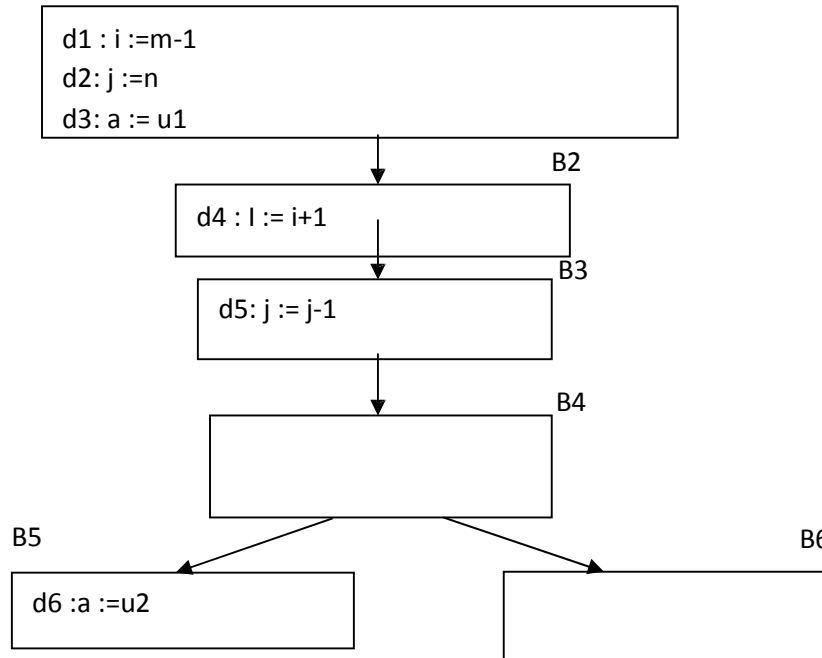 d1 : i :=m-1
d2: j :=n
d3: a := u1
B2
d4 : I := i+1
B3
d5: j := j-1
B4
B5
B6
d6 :a :=u2